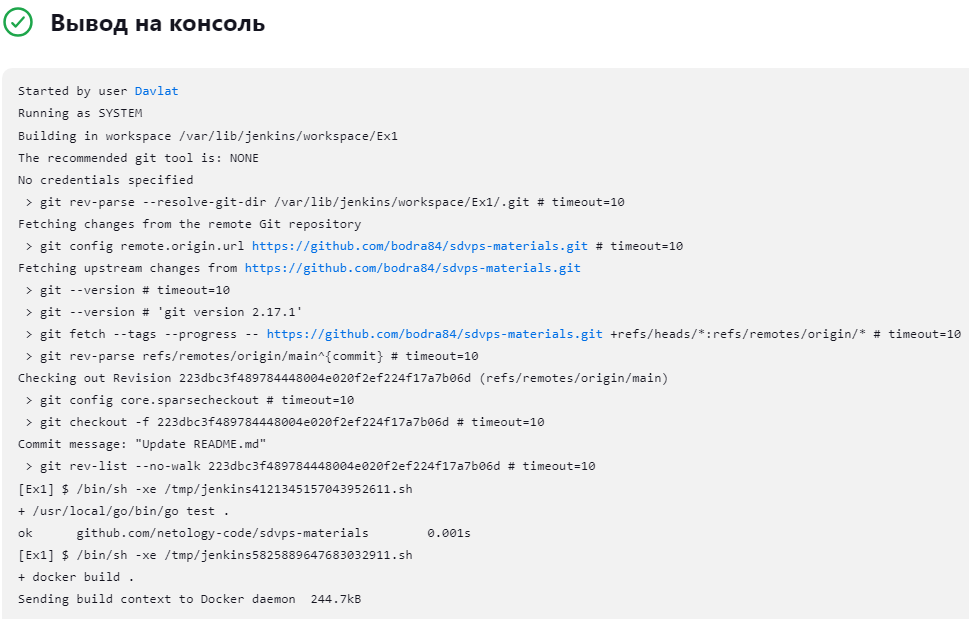 Вывод на консоль
Started by user Davlat
Running as SYSTEM
Building in workspace /var/lib/jenkins/workspace/Ex1
The recommended git tool is: NONE
No credentials specified
 > git rev-parse --resolve-git-dir /var/lib/jenkins/workspace/Ex1/.git # timeout=10
Fetching changes from the remote Git repository
 > git config remote.origin.url https://github.com/bodra84/sdvps-materials.git # timeout=10
Fetching upstream changes from https://github.com/bodra84/sdvps-materials.git
 > git --version # timeout=10
 > git --version # 'git version 2.17.1'
 > git fetch --tags --progress -- https://github.com/bodra84/sdvps-materials.git +refs/heads/*:refs/remotes/origin/* # timeout=10
 > git rev-parse refs/remotes/origin/main^{commit} # timeout=10
Checking out Revision 223dbc3f489784448004e020f2ef224f17a7b06d (refs/remotes/origin/main)
 > git config core.sparsecheckout # timeout=10
 > git checkout -f 223dbc3f489784448004e020f2ef224f17a7b06d # timeout=10
Commit message: "Update README.md"
 > git rev-list --no-walk 223dbc3f489784448004e020f2ef224f17a7b06d # timeout=10
[Ex1] $ /bin/sh -xe /tmp/jenkins4121345157043952611.sh
+ /usr/local/go/bin/go test .
ok      github.com/netology-code/sdvps-materials        0.001s
[Ex1] $ /bin/sh -xe /tmp/jenkins5825889647683032911.sh
+ docker build .
Sending build context to Docker daemon  244.7kB